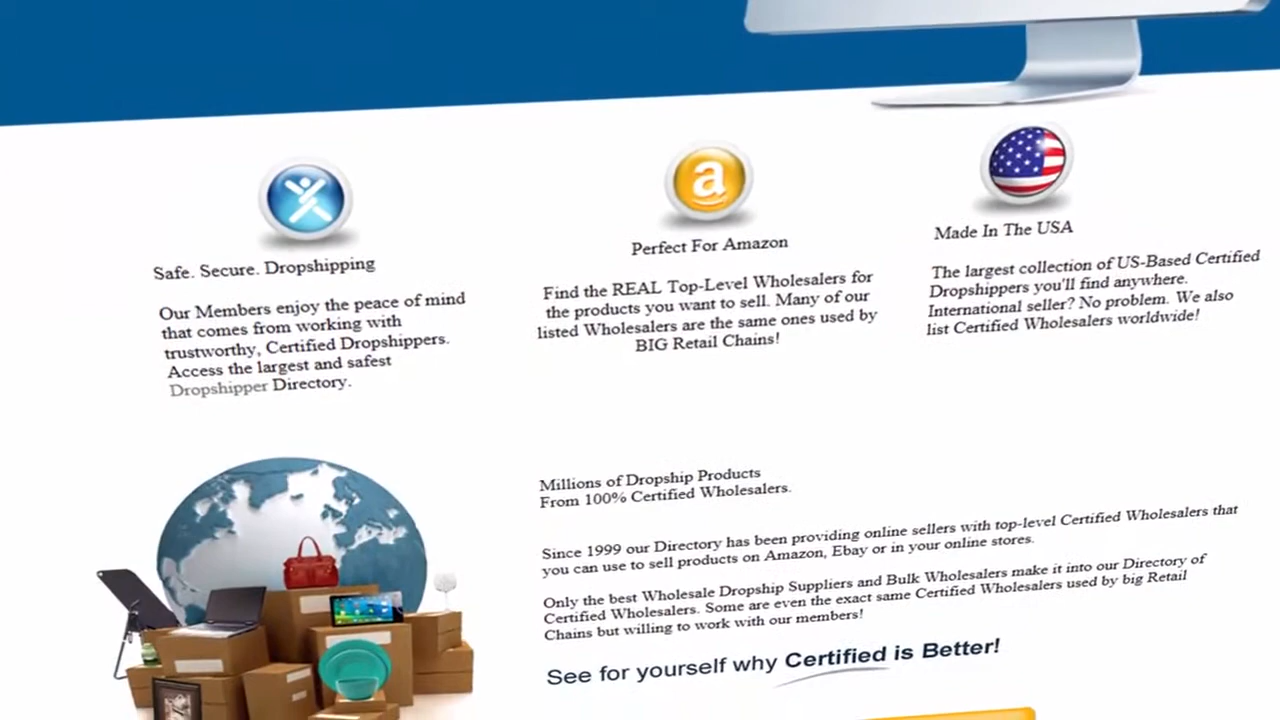 a
Safe. Secure. Dropshipping
Our Members enjoy the peace of mind
that comes from working with
trustworthy, Certified Dropshippers.
Access the largest and safest
Dropshipper Directory.
Perfect For Amazon
Find the REAL Top-Level Wholesalers for
the products you want to sell. Many of our
listed Wholesalers are the same ones used by
BIG Retail Chains!
Made In The USA
The largest collection of US-Based Certified
Dropshippers you'll find anywhere.
International seller? No problem. We also
list Certified Wholesalers worldwide!
Millions of Dropship Products
From 100% Certified Wholesalers.
Since 1999 our Directory has been providing online sellers with top-level Certified Wholesalers that
you can use to sell products on Amazon, Ebay or in your online stores.
Only the best Wholesale Dropship Suppliers and Bulk Wholesalers make it into our Directory of
Certified Wholesalers. Some are even the exact same Certified Wholesalers used by big Retail
Chains but willing to work with our members!
See for yourself why Certified is Better!